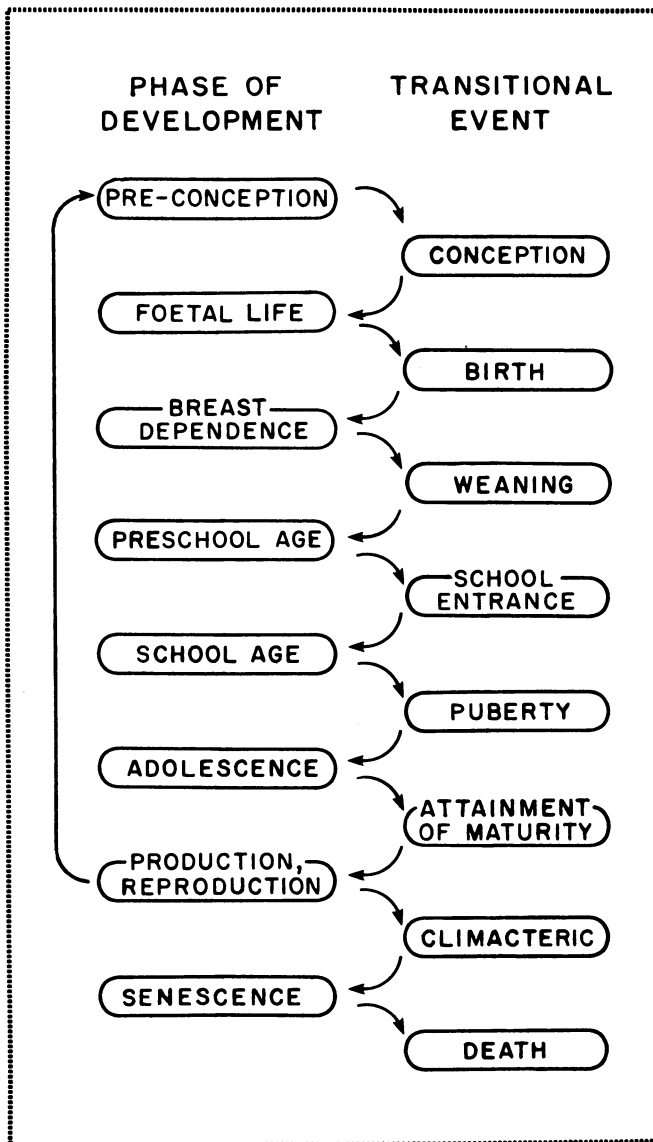 PHASE OF
DEVELOPMENT
TRANSITIONAL
EVENT
PRE-CONCEPTION
CONCEPTION
FOETAL LIFE
BIRTH
BREAST
DEPENDENCE
WEANING
PRESCHOOL AGE
SCHOOL
ENTRANCE
SCHOOL AGE
PUBERTY
ADOLESCENCE
ATTAINMENT
OF MATURITY
PRODUCTION,
REPRODUCTION
CLIMACTERIC
SENESCENCE
DEATH